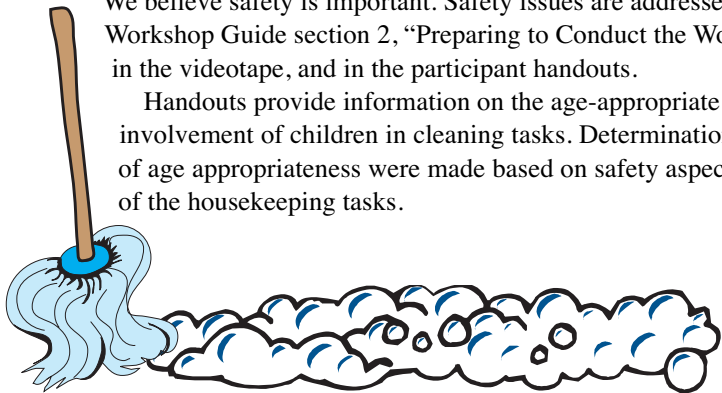 We believe safety is important. Safety issues are addresse
Workshop Guide section 2, “Preparing to Conduct the Wo
in the videotape, and in the participant handouts.
Handouts provide information on the age-appropriate
involvement of children in cleaning tasks. Determinatio
of age appropriateness were made based on safety aspec
of the housekeeping tasks.